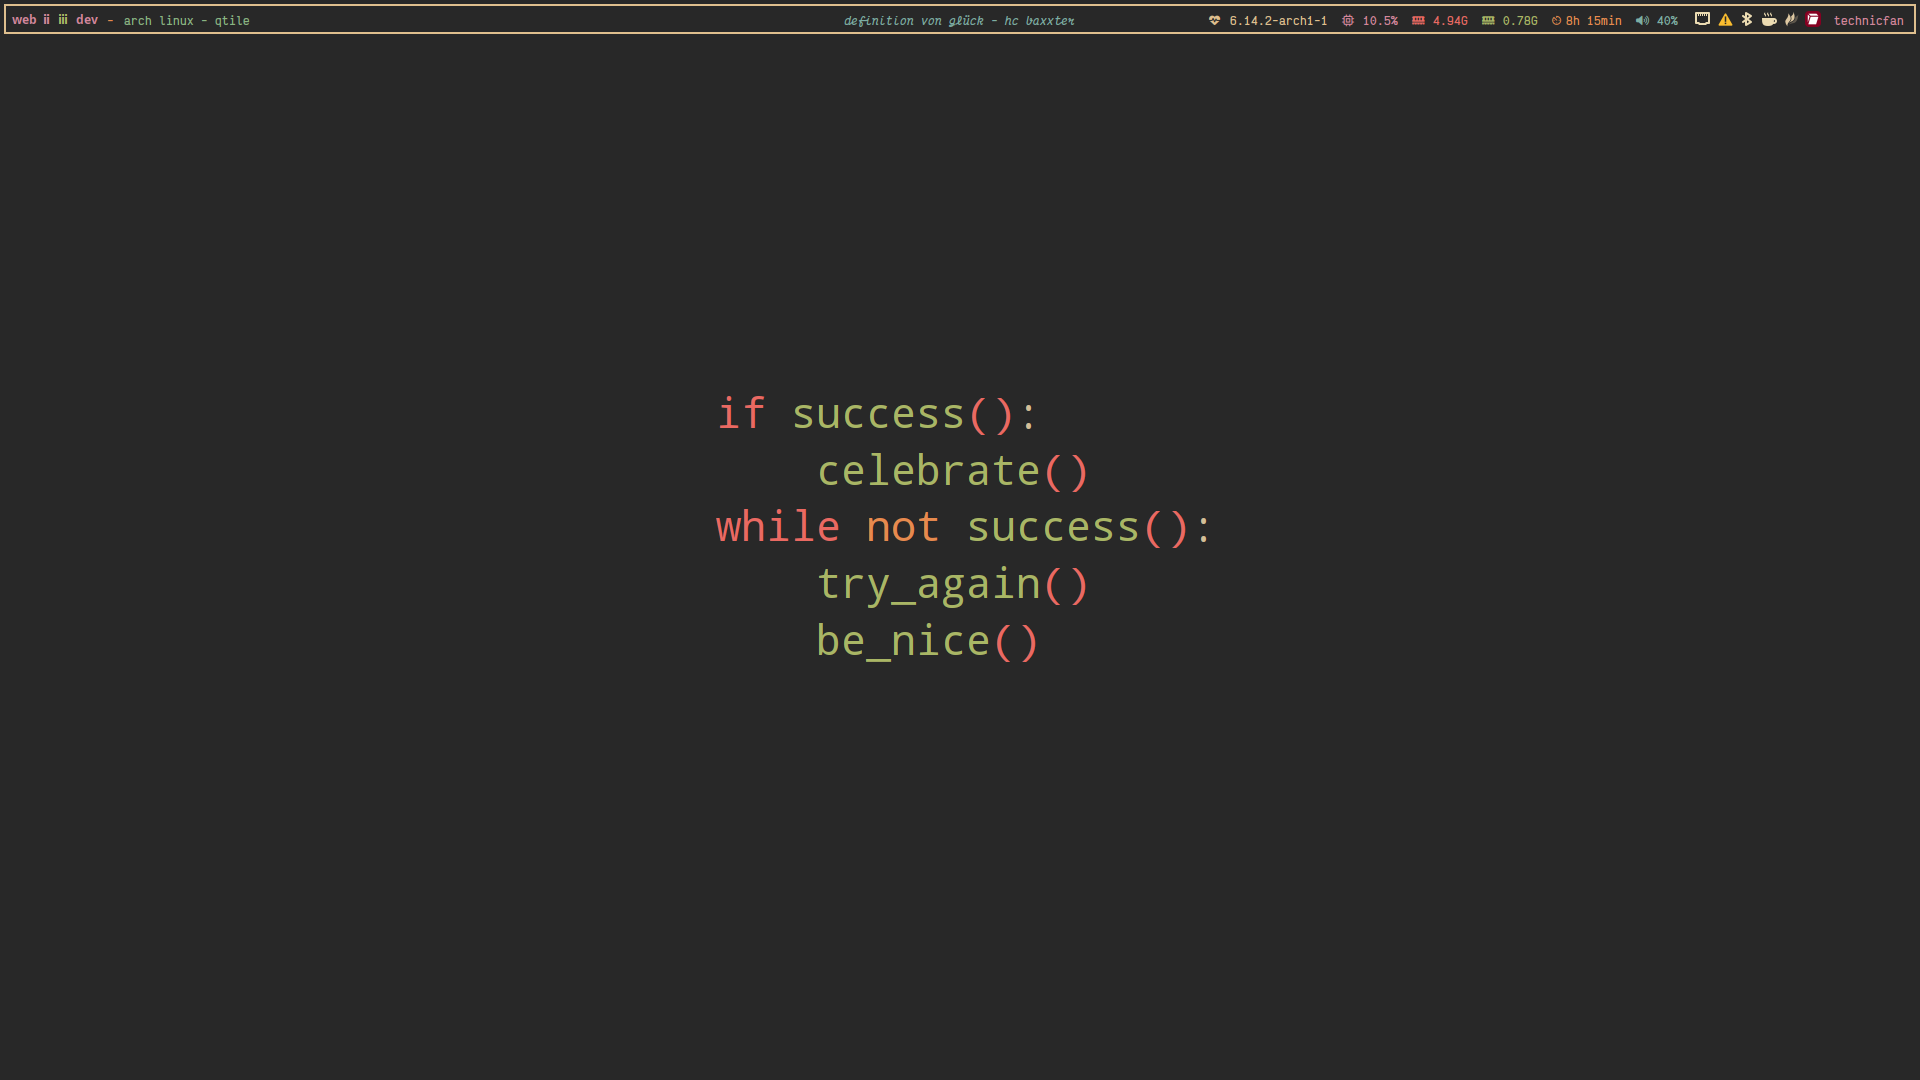 web ii iii dev - arch linux - qtile definition von glück - hc baxxter 6.14.2-arch1-1 10.5% 4.94G 0.78G 8h 15min 40% technicfan
if success():
    celebrate()
while not success():
    try_again()
    be_nice()